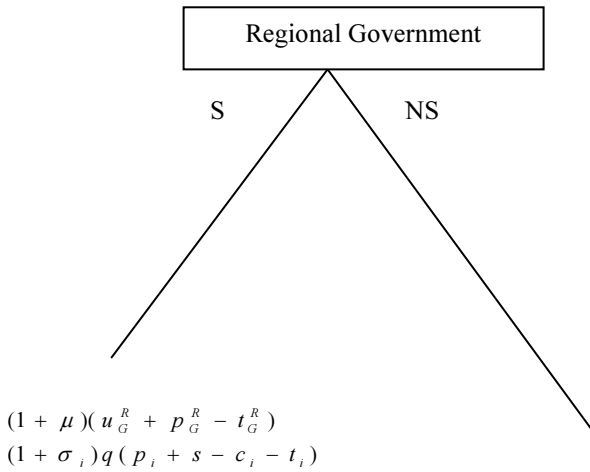 Regional Government
S NS
(1 + μ)(u_G^R + p_G^R − t_G^R)
(1 + σ_i)q(p_i + s − c_i − t_i)